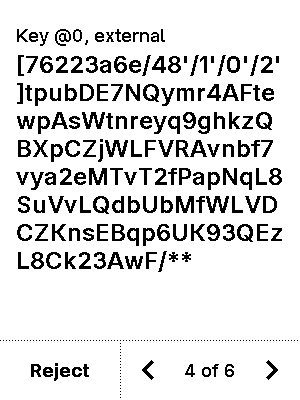 Key @0, external
[76223a6e/48'/1'/0'/2'
]tpubDE7NQymr4AFte
wpAsWtnreyq9ghkzQ
BXpCZjWLFVRAvnbf7
vya2eMTvT2fPapNqL8
SuVvLQdbUbMfWLVD
CZKnsEBqp6UK93QEz
L8Ck23AwF/**
Reject
4 of 6